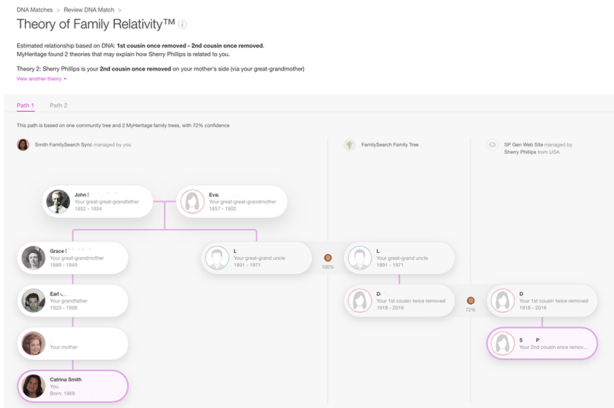 DNA Matches > Review DNA Match >
Theory of Family Relativity™
Estimated relationship based on DNA: 1st cousin once removed - 2nd cousin once removed.
MyHeritage found 2 theories that may explain how Sherry Phillips is related to you.
Theory 2: Sherry Phillips is your 2nd cousin once removed on your mother's side (via your great-grandmother)
View another theory
Path 1 Path 2
This path is based on one community tree and 2 MyHeritage family trees, with 72% confidence
Smith FamilySearch Sync managed by you
FamilySearch Family Tree
SP Gen Web Site managed by
Sherry Phillips from USA
John
Your great-great-grandfather
1852 - 1934
Eva
Your great-great-grandmother
1857 - 1902
Grace
Your great-grandmother
1889 - 1949
L
Your great-grand uncle
1891 - 1971
100%
L
Your great-grand uncle
1891 - 1971
Earl
Your grandfather
D
Your 1st cousin twice removed
1918 - 2016
72%
D
Your 1st cousin twice removed
1918 - 2016
Your mother
S P
Your 2nd cousin once remov...
Catrina Smith
You
Born: 1969